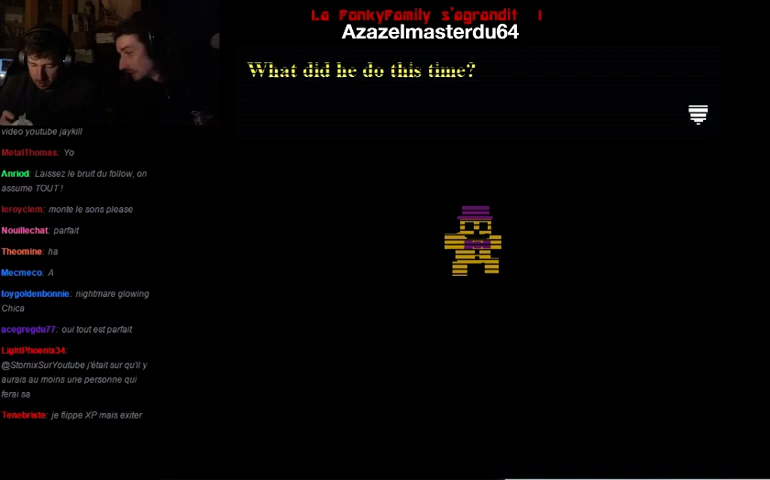 La FonkyFamily s'agrandit !
Azazelmasterdu64
What did he do this time?
video youtube jaykill
MetalThomas: Yo
Anriod: Laissez le bruit du follow, on
assume TOUT !
leroyclem: monte le sons please
Nouillechat: parfait
Theomine: ha
Mecmeco: A
toygoldenbonnie: nightmare glowing
Chica
acegregdu77: oui tout est parfait
LightPhoenix34:
@StornixSurYoutube j'était sur qu'il y
aurais au moins une personne qui
ferai sa
Tenebriste: je flippe XP mais exiter